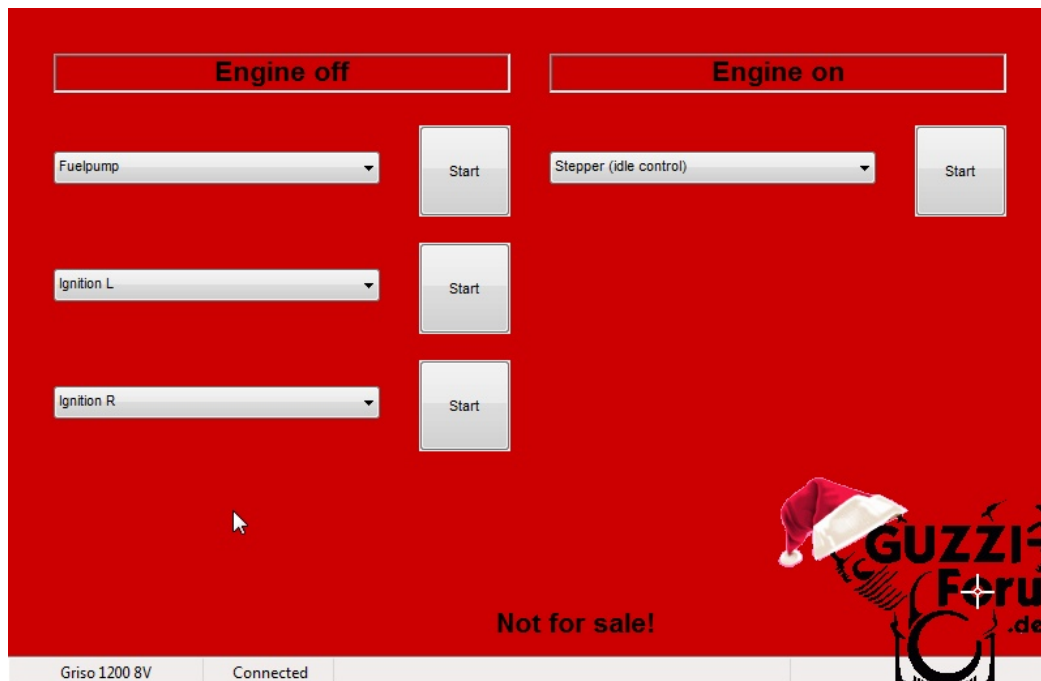 Engine off
Engine on
Fuelpump
Start
Stepper (idle control)
Start
Ignition L
Start
Ignition R
Start
GUZZI-
Foru
.de
Not for sale!
Griso 1200 8V
Connected